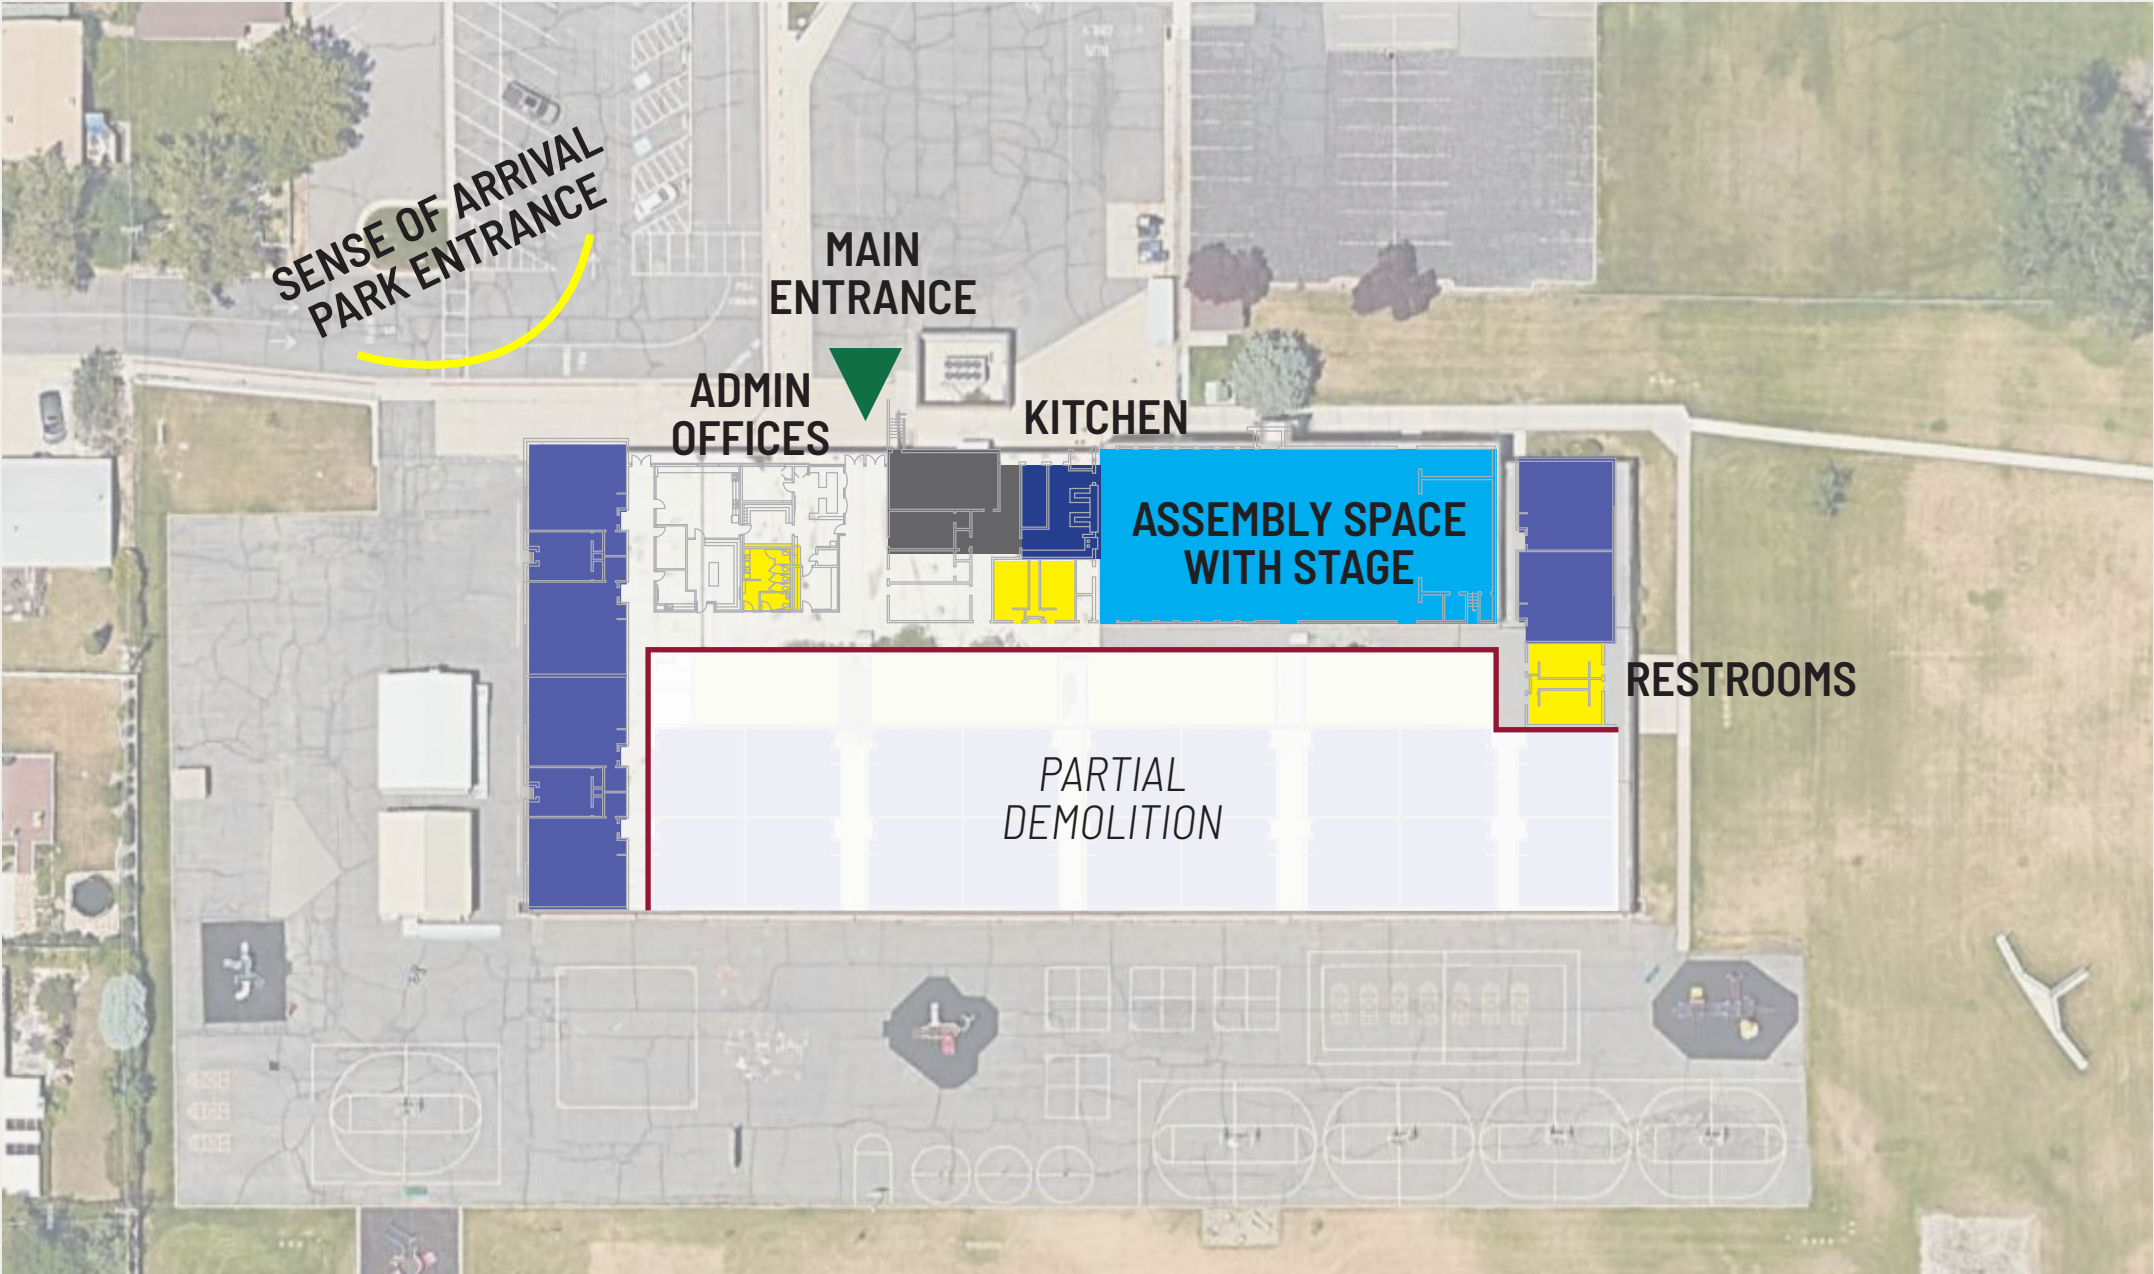 SENSE OF ARRIVAL
PARK ENTRANCE
MAIN
ENTRANCE
ADMIN
OFFICES
KITCHEN
ASSEMBLY SPACE
WITH STAGE
RESTROOMS
PARTIAL
DEMOLITION